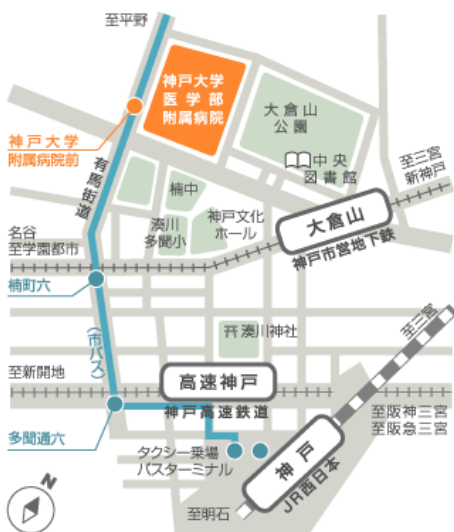 至平野
神戸大学
医学部
附属病院
大倉山
公園
神戸大学
附属病院前
中央
図書館
至三宮
新神戸
有馬街道
楠中
湊川
多聞小
神戸文化
ホール
大倉山
神戸市営地下鉄
名谷
至学園都市
楠町六
(市バス)
湊川神社
至三宮
至新開地
高速神戸
神戸高速鉄道
至阪神三宮
至阪急三宮
多聞通六
タクシー乗場
バスターミナル
神戸
JR西日本
至明石
N